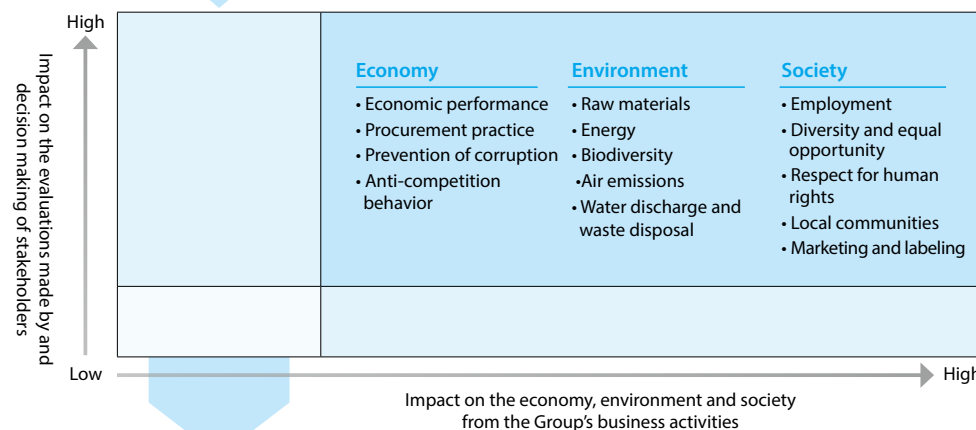 High
Impact on the evaluations made by and
decision making of stakeholders
Economy
• Economic performance
• Procurement practice
• Prevention of corruption
• Anti-competition
behavior
Environment
• Raw materials
• Energy
• Biodiversity
•Air emissions
• Water discharge and
waste disposal
Society
• Employment
• Diversity and equal
opportunity
• Respect for human
rights
• Local communities
• Marketing and labeling
Low
High
Impact on the economy, environment and society
from the Group's business activities